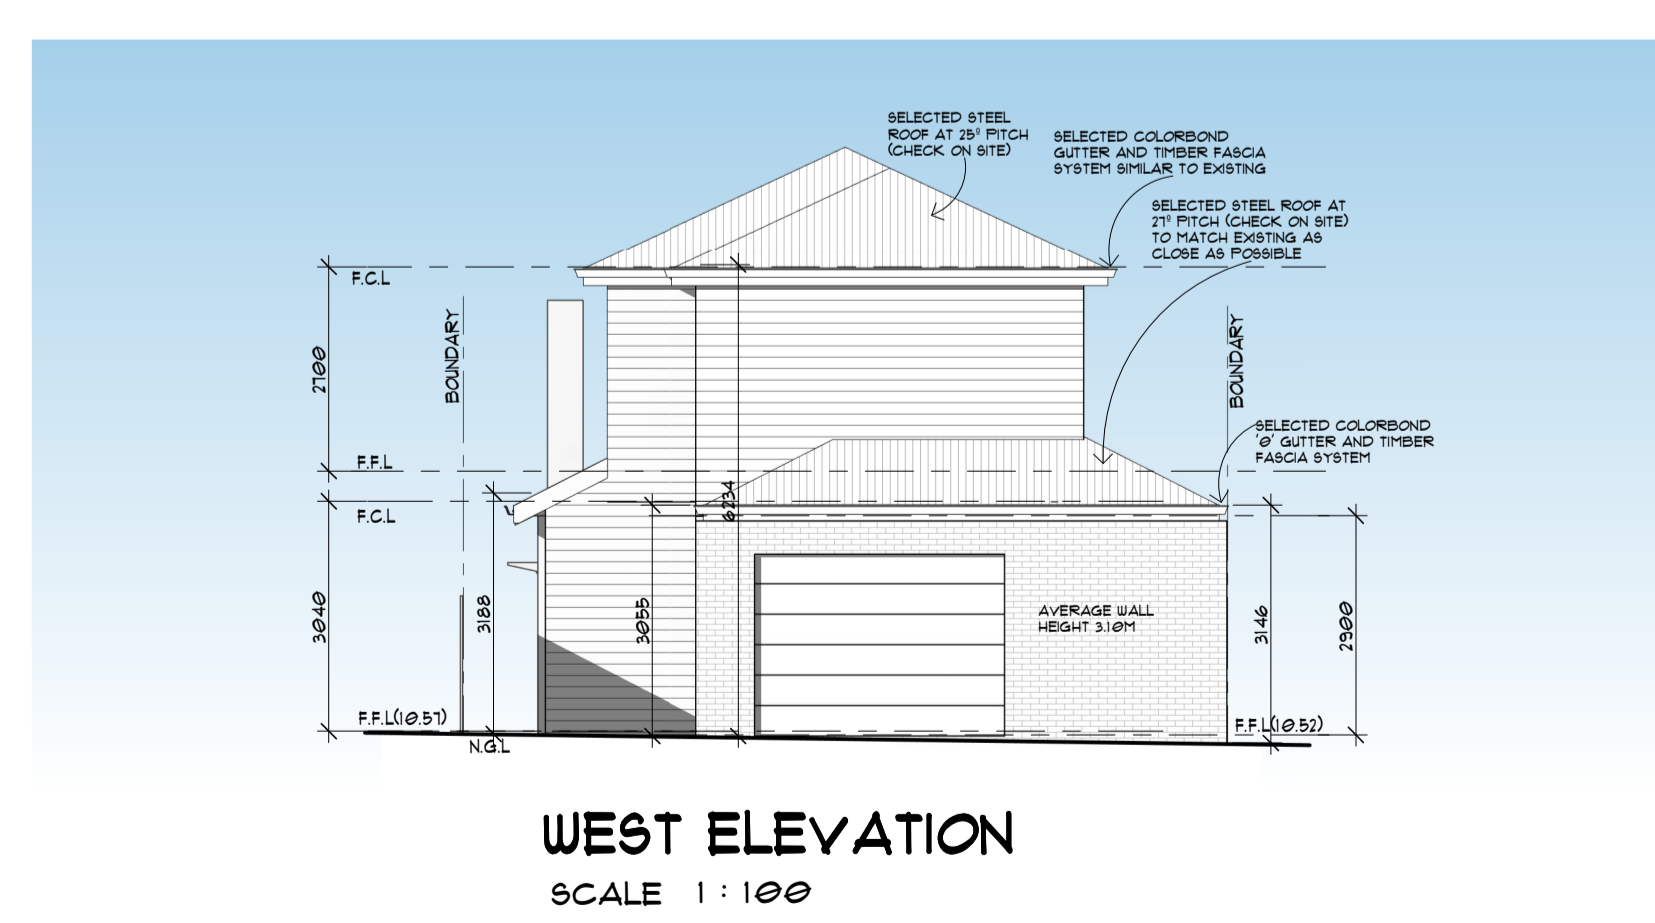 SELECTED STEEL
ROOF AT 25º PITCH
(CHECK ON SITE)
SELECTED COLORBOND
GUTTER AND TIMBER FASCIA
SYSTEM SIMILAR TO EXISTING
SELECTED STEEL ROOF AT
27º PITCH (CHECK ON SITE)
TO MATCH EXISTING AS
CLOSE AS POSSIBLE
F.C.L
BOUNDARY
2700
BOUNDARY
SELECTED COLORBOND
'0' GUTTER AND TIMBER
FASCIA SYSTEM
F.F.L
F.C.L
6234
3040
3188
3055
AVERAGE WALL
HEIGHT 3.10M
3146
2900
F.F.L(10.57)
F.F.L(10.52)
N.G.L
WEST ELEVATION
SCALE 1 : 100